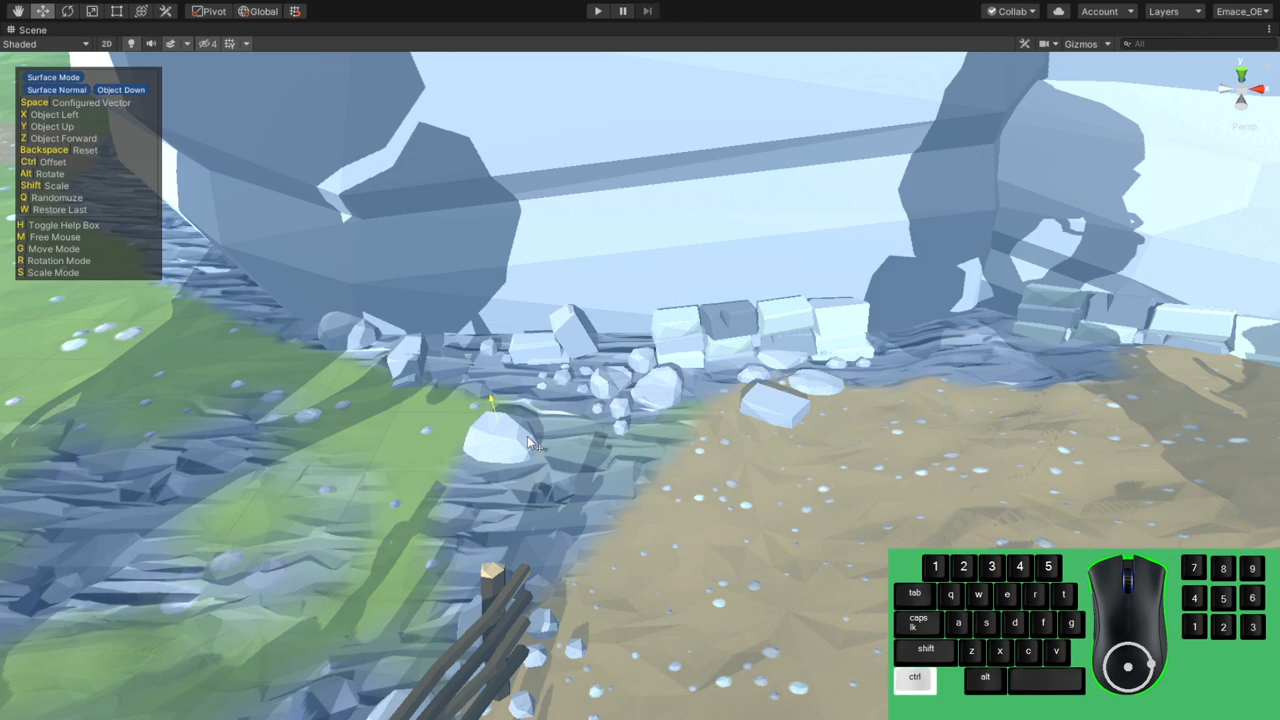 Pivot Global Collab Account Layers Emace_OE
Scene
Shaded 2D 4 Gizmos All
Surface Mode
Surface Normal Object Down
Space Configured Vector
X Object Left
Y Object Up
Z Object Forward
Backspace Reset
Ctrl Offset
Alt Rotate
Shift Scale
Q Randomuze
W Restore Last
H Toggle Help Box
M Free Mouse
G Move Mode
R Rotation Mode
S Scale Mode
y
x
Persp
1 2 3 4 5 7 8 9
tab q w e r t 4 5 6
caps lk a s d f g 1 2 3
shift z x c v
ctrl alt